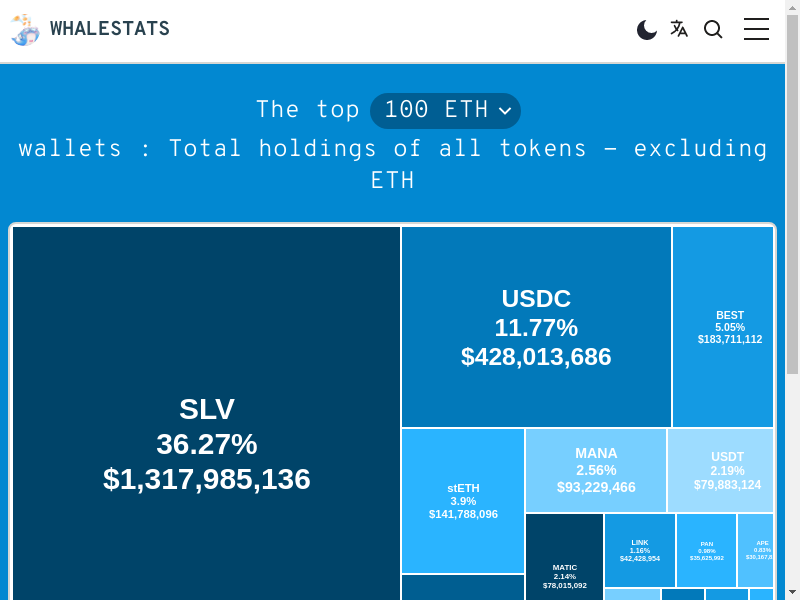 WHALESTATS
The top 100 ETH
wallets : Total holdings of all tokens - excluding
ETH
SLV
36.27%
$1,317,985,136
USDC
11.77%
$428,013,686
BEST
5.05%
$183,711,112
stETH
3.9%
$141,788,096
MANA
2.56%
$93,229,466
USDT
2.19%
$79,883,124
MATIC
2.14%
$78,015,092
LINK
1.16%
$42,428,954
PAN
0.98%
$35,625,992
APE
0.83%